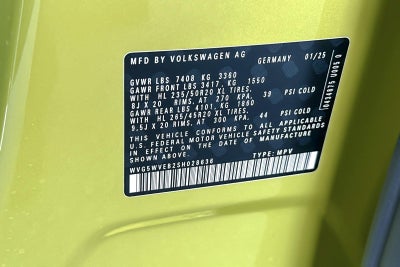 MFD BY VOLKSWAGEN AG GERMANY 01/25
GVWR LBS 7408 KG 3360
GAWR FRONT LBS 3417, KG 1550
WITH HL 235/50R20 XL TIRES,
8J X 20 RIMS, AT 270 KPA, 39 PSI COLD
GAWR REAR LBS 4101, KG 1860
WITH HL 265/45R20 XL TIRES,
9.5J X 20 RIMS, AT 300 KPA, 44 PSI COLD
THIS VEHICLE CONFORMS TO ALL APPLICABLE
FEDERAL MOTOR VEHICLE SAFETY STANDARDS
IN EFFECT ON THE DATE OF MANUFACTURE
SHOWN ABOVE.
TYPE: MPV